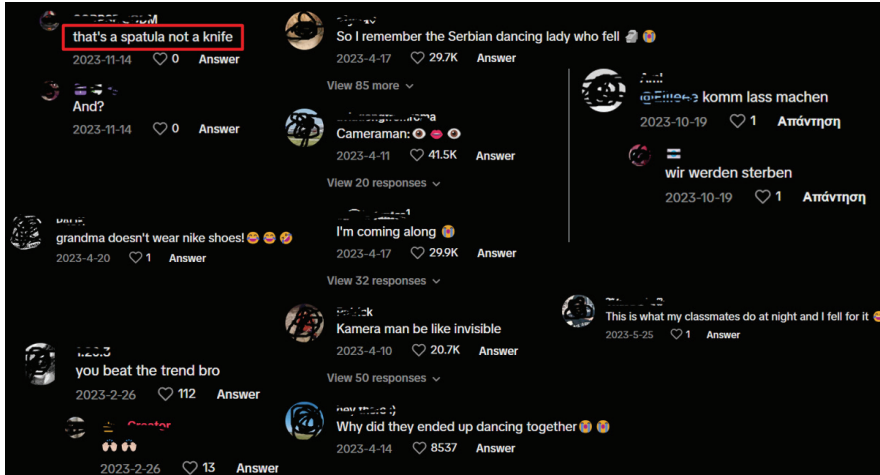 that's a spatula not a knife
2023-11-14 0 Answer
And?
2023-11-14 0 Answer
grandma doesn't wear nike shoes!😂😂🤣
2023-4-20 1 Answer
you beat the trend bro
2023-2-26 112 Answer
Creator
🙌🏻🙌🏻
2023-2-26 13 Answer
So I remember the Serbian dancing lady who fell 🗿😭
2023-4-17 29.7K Answer
View 85 more
Cameraman:👁️👄👁️
2023-4-11 41.5K Answer
View 20 responses
I'm coming along 😭
2023-4-17 29.9K Answer
View 32 responses
Kamera man be like invisible
2023-4-10 20.7K Answer
View 50 responses
Why did they ended up dancing together😭😭
2023-4-14 8537 Answer
komm lass machen
2023-10-19 1 Απάντηση
wir werden sterben
2023-10-19 1 Απάντηση
This is what my classmates do at night and I fell for it 😂
2023-5-25 1 Answer